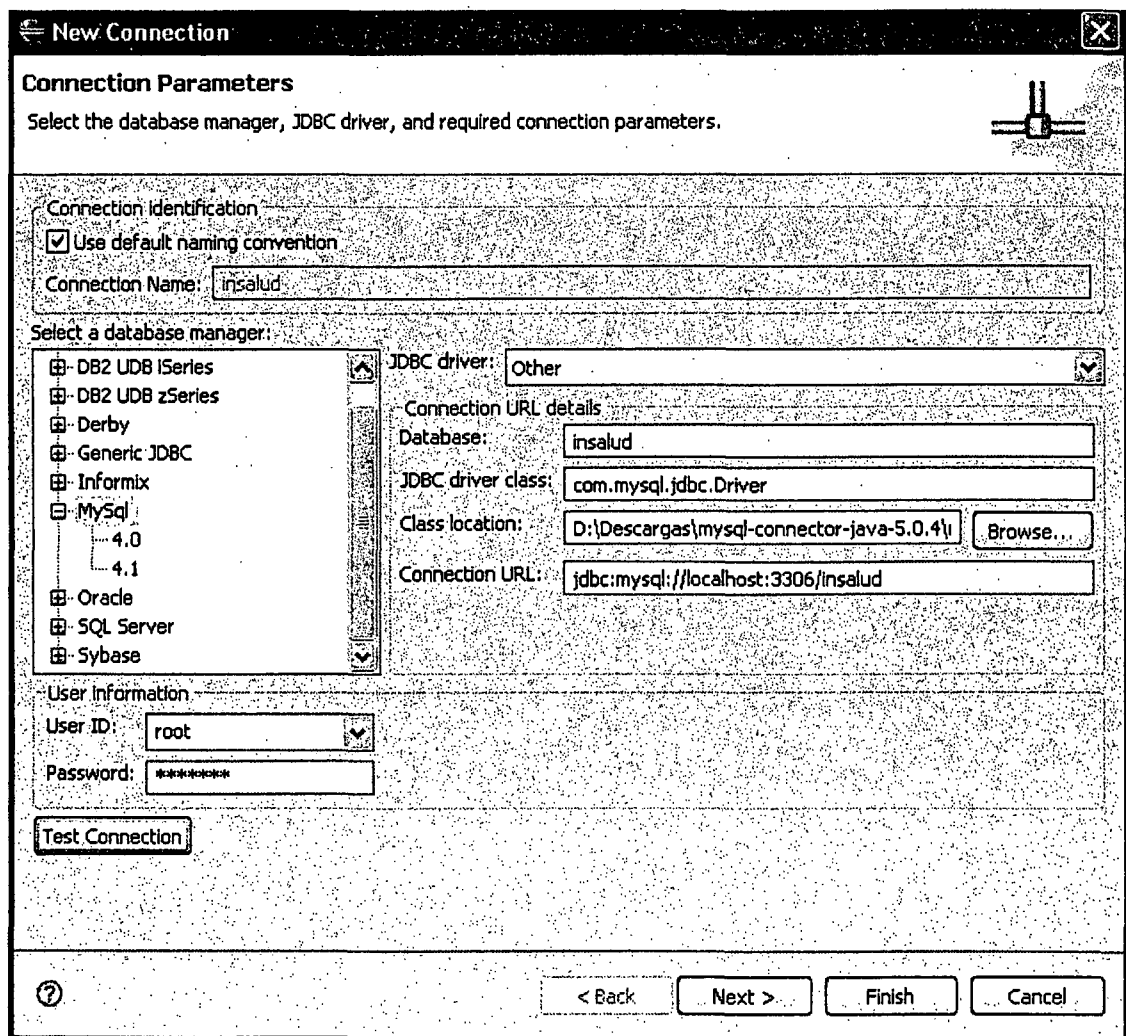 New Connection
Connection Parameters
Select the database manager, JDBC driver, and required connection parameters.
Connection Identification
Use default naming convention
Connection Name: insalud
Select a database manager:
DB2 UDB iSeries
DB2 UDB zSeries
Derby
Generic JDBC
Informix
MySql
4.0
4.1
Oracle
SQL Server
Sybase
JDBC driver: Other
Connection URL details
Database: insalud
JDBC driver class: com.mysql.jdbc.Driver
Class location: D:\Descargas\mysql-connector-java-5.0.4\ Browse...
Connection URL: jdbc:mysql://localhost:3306/insalud
User Information
User ID: root
Password: *******
Test Connection
?
< Back Next > Finish Cancel